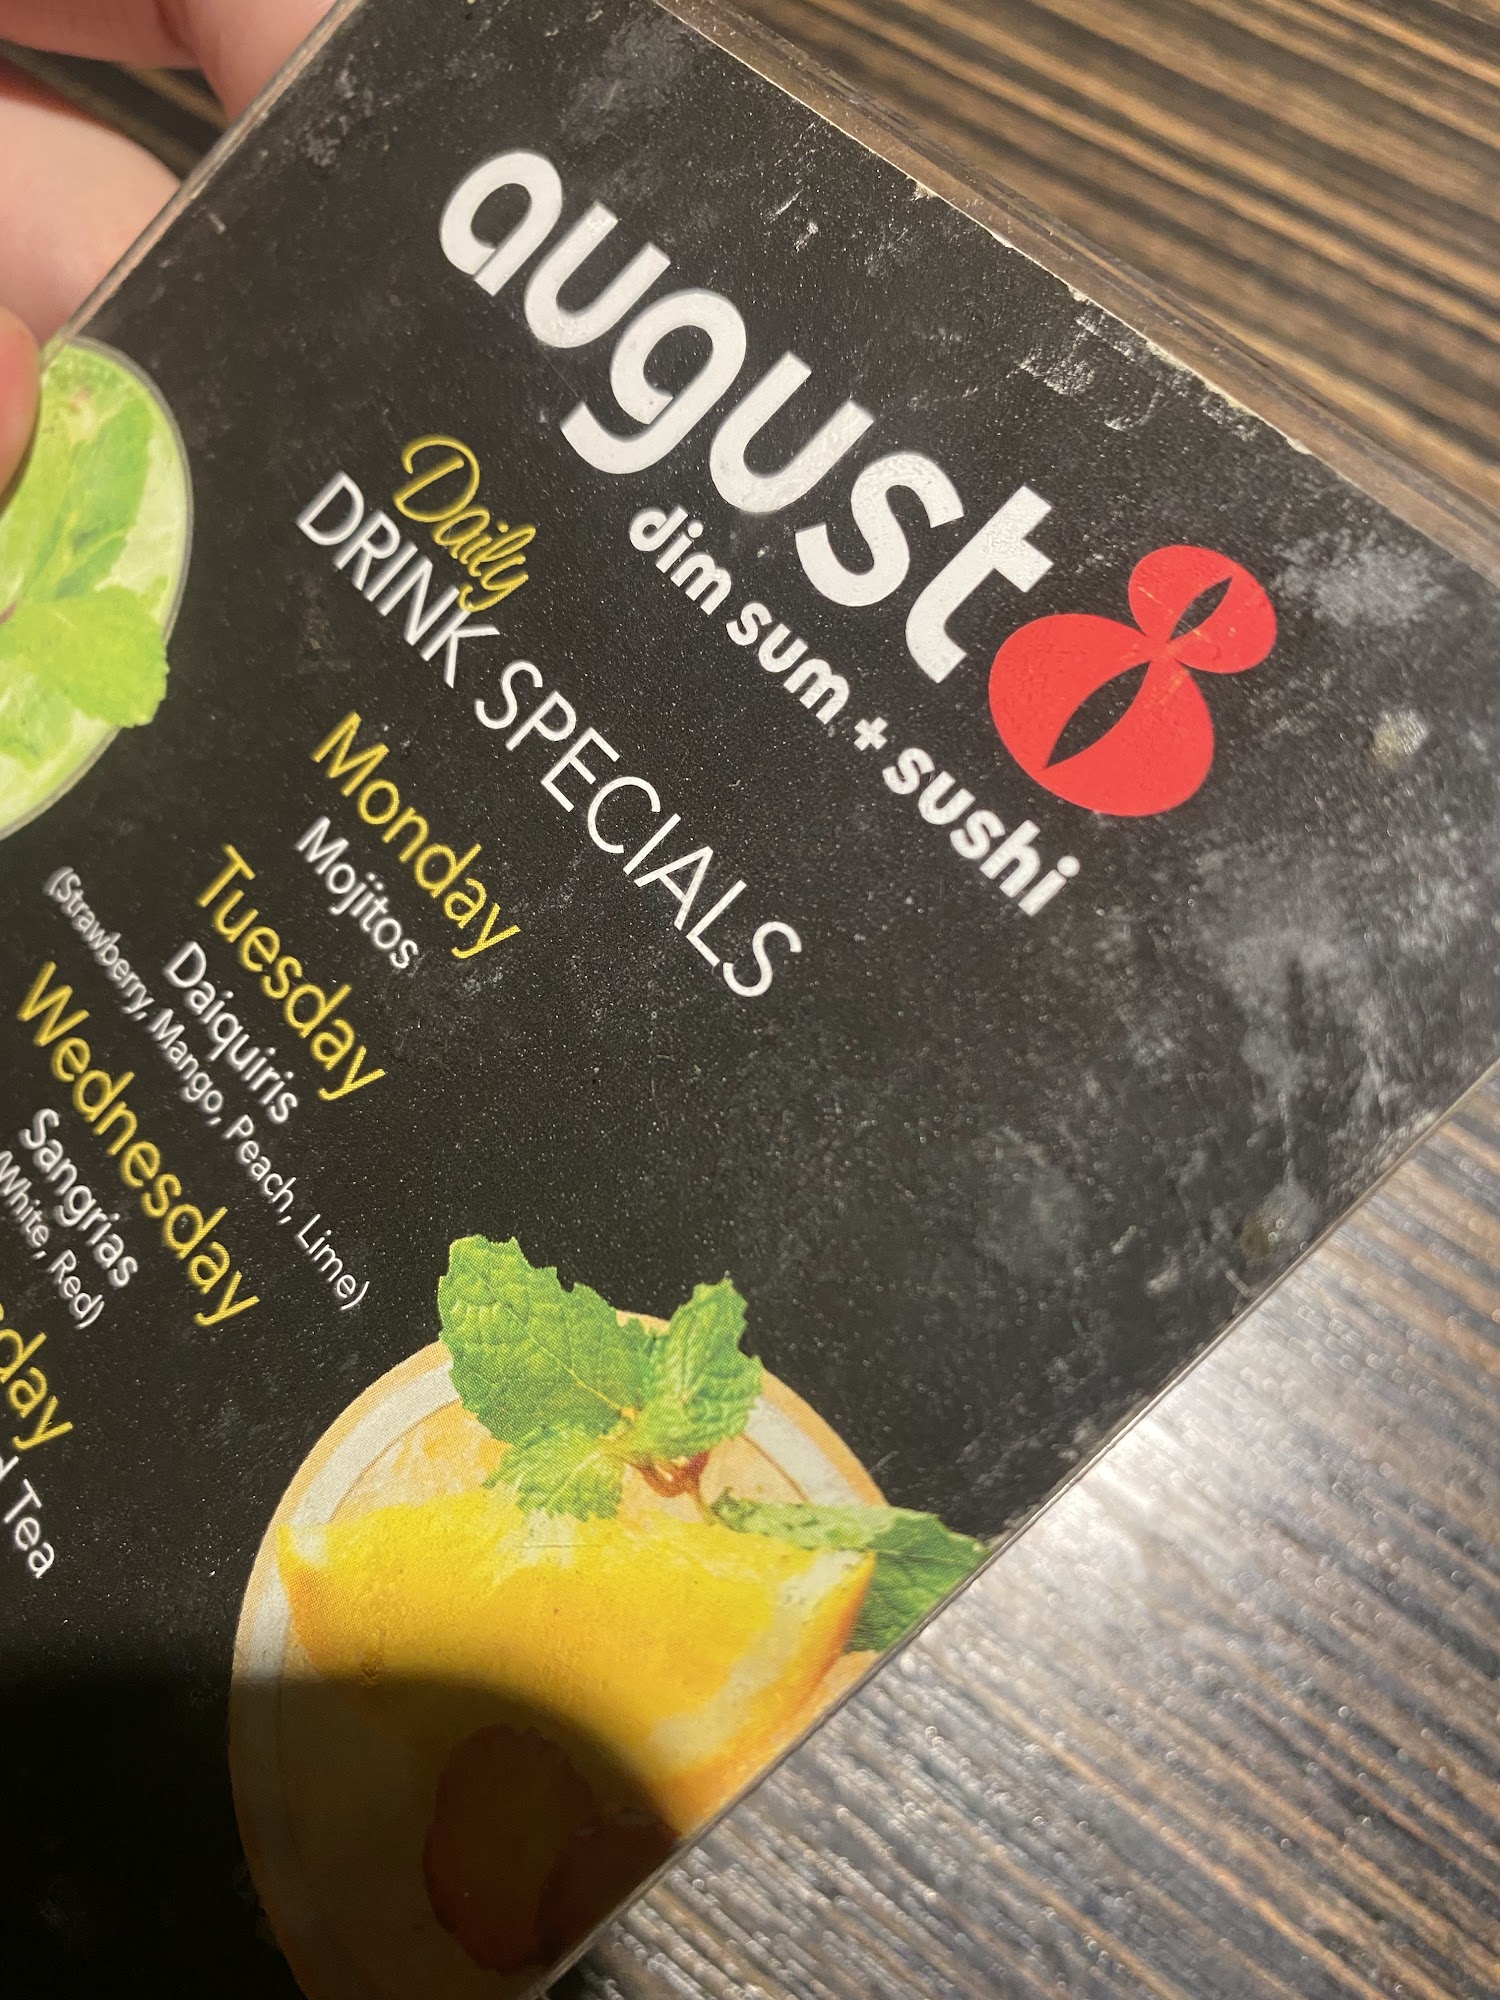 august 8
dim sum + sushi
Daily
DRINK SPECIALS
Monday
Mojitos
Tuesday
Daiquiris
(Strawberry, Mango, Peach, Lime)
Wednesday
Sangrias
(White, Red)
Tea